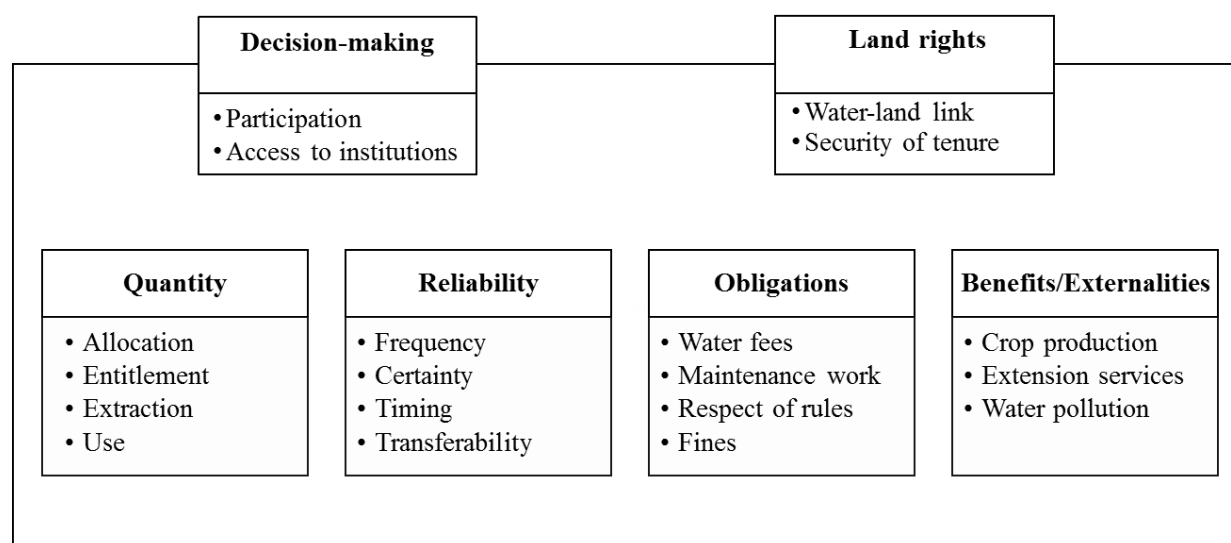 Decision-making
• Participation
• Access to institutions
Land rights
• Water-land link
• Security of tenure
Quantity
• Allocation
• Entitlement
• Extraction
• Use
Reliability
• Frequency
• Certainty
• Timing
• Transferability
Obligations
• Water fees
• Maintenance work
• Respect of rules
• Fines
Benefits/Externalities
• Crop production
• Extension services
• Water pollution